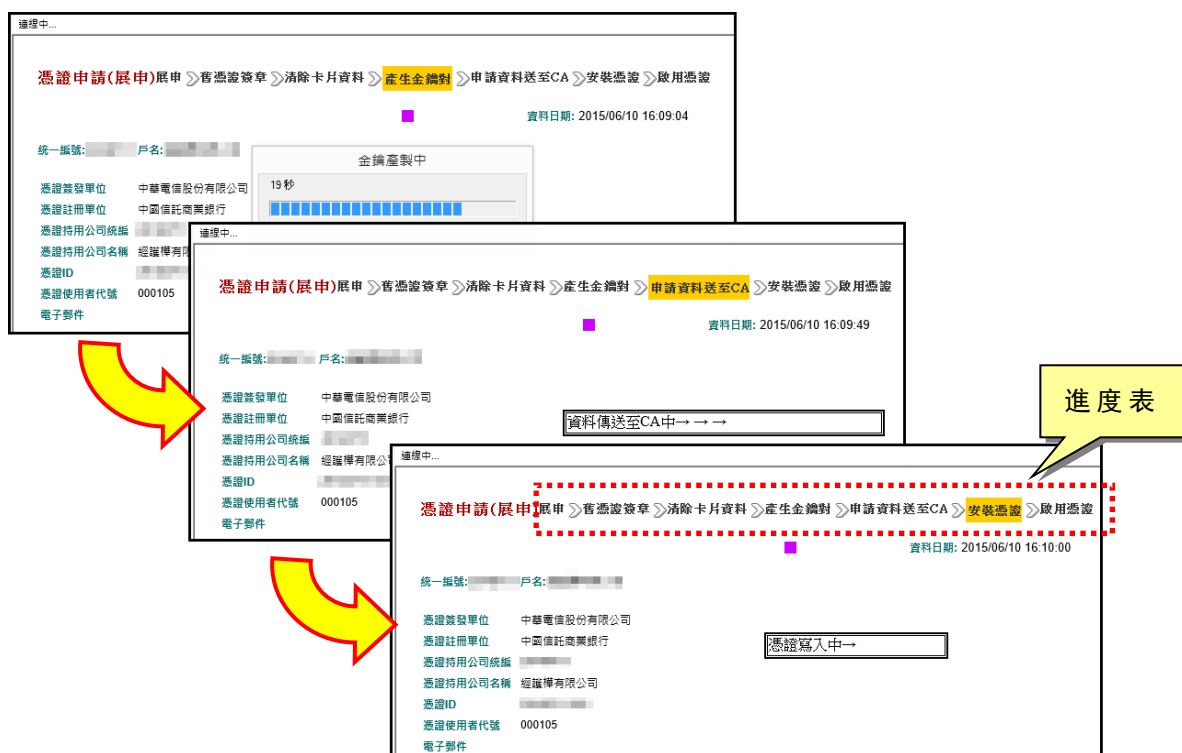 連線中...
憑證申請(展申)展申 舊憑證簽章 清除卡片資料 產生金鑰對 申請資料送至CA 安裝憑證 啟用憑證
資料日期: 2015/06/10 16:09:04
統一編號: 戶名:
金鑰產製中
19 秒
憑證簽發單位 中華電信股份有限公司
憑證註冊單位 中國信託商業銀行
憑證持用公司統編
憑證持用公司名稱 經謹樺有限
憑證ID
憑證使用者代號 000105
電子郵件
連線中...
憑證申請(展申)展申 舊憑證簽章 清除卡片資料 產生金鑰對 申請資料送至CA 安裝憑證 啟用憑證
資料日期: 2015/06/10 16:09:49
統一編號: 戶名:
憑證簽發單位 中華電信股份有限公司
憑證註冊單位 中國信託商業銀行
資料傳送至CA中→→→
憑證持用公司統編
憑證持用公司名稱 經謹樺有限公
憑證ID
憑證使用者代號 000105
電子郵件
進度表
連線中...
憑證申請(展申)展申 舊憑證簽章 清除卡片資料 產生金鑰對 申請資料送至CA 安裝憑證 啟用憑證
資料日期: 2015/06/10 16:10:00
統一編號: 戶名:
憑證簽發單位 中華電信股份有限公司
憑證註冊單位 中國信託商業銀行
憑證寫入中→
憑證持用公司統編
憑證持用公司名稱 經謹樺有限公司
憑證ID
憑證使用者代號 000105
電子郵件